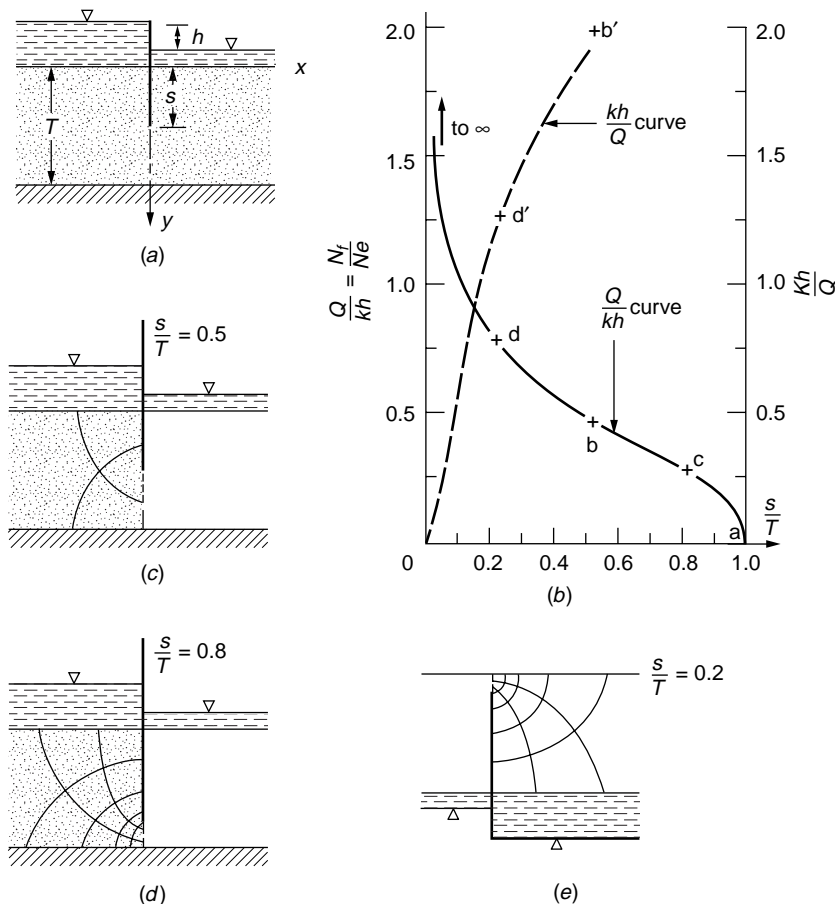 h
x
s
T
y
(a)
s/T = 0.5
(c)
s/T = 0.8
(d)
2.0
1.5
1.0
0.5
Q/kh = N_f/Ne
to ∞
b′
kh/Q curve
d′
Q/kh curve
d
b
c
a
2.0
1.5
1.0
0.5
Kh/Q
s/T
0
0.2
0.4
0.6
0.8
1.0
(b)
s/T = 0.2
(e)